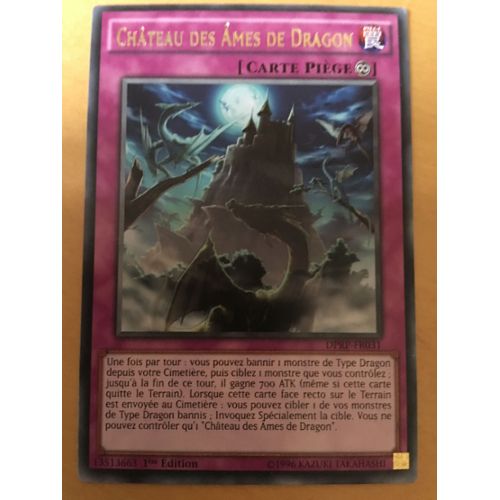 Château des Âmes de Dragon
[Carte Piège]
DPRP-FR031
Une fois par tour : vous pouvez bannir 1 monstre de Type Dragon
depuis votre Cimetière, puis ciblez 1 monstre que vous contrôlez ;
jusqu'à la fin de ce tour, il gagne 700 ATK (même si cette carte
quitte le Terrain). Lorsque cette carte face recto sur le Terrain
est envoyée au Cimetière : vous pouvez cibler 1 de vos monstres
de Type Dragon bannis ; Invoquez Spécialement la cible. Vous ne
pouvez contrôler qu'1 "Château des Âmes de Dragon".
13513663 1st Edition ©1996 KAZUKI TAKAHASHI